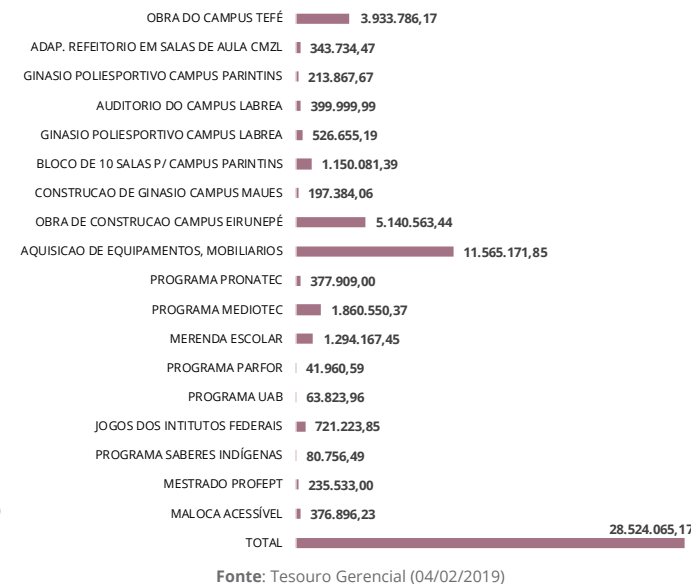 OBRA DO CAMPUS TEFÉ 3.933.786,17
ADAP. REFEITORIO EM SALAS DE AULA CMZL 343.734,47
GINASIO POLIESPORTIVO CAMPUS PARINTINS 213.867,67
AUDITORIO DO CAMPUS LABREA 399.999,99
GINASIO POLIESPORTIVO CAMPUS LABREA 526.655,19
BLOCO DE 10 SALAS P/ CAMPUS PARINTINS 1.150.081,39
CONSTRUCAO DE GINASIO CAMPUS MAUES 197.384,06
OBRA DE CONSTRUCAO CAMPUS EIRUNEPÉ 5.140.563,44
AQUISICAO DE EQUIPAMENTOS, MOBILIARIOS 11.565.171,85
PROGRAMA PRONATEC 377.909,00
PROGRAMA MEDIOTEC 1.860.550,37
MERENDA ESCOLAR 1.294.167,45
PROGRAMA PARFOR 41.960,59
PROGRAMA UAB 63.823,96
JOGOS DOS INTITUTOS FEDERAIS 721.223,85
PROGRAMA SABERES INDÍGENAS 80.756,49
MESTRADO PROFEPT 235.533,00
MALOCA ACESSÍVEL 376.896,23
TOTAL 28.524.065,17
Fonte: Tesouro Gerencial (04/02/2019)